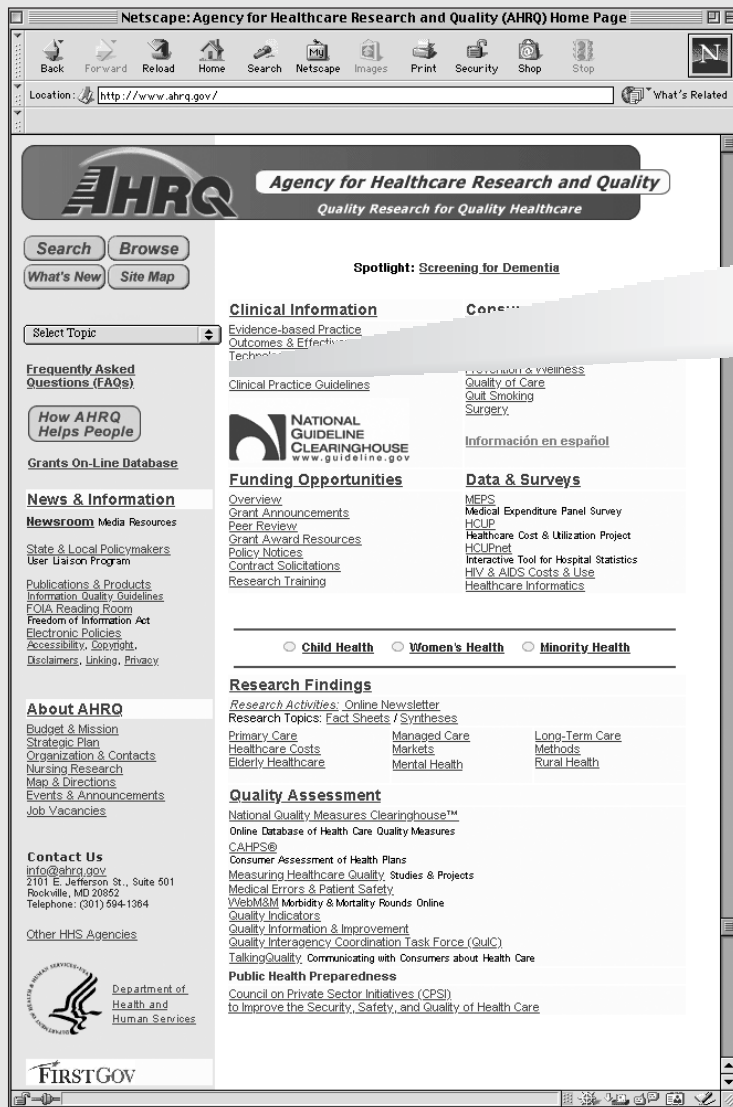 Netscape: Agency for Healthcare Research and Quality (AHRQ) Home Page
Back Forward Reload Home Search Netscape Images Print Security Shop Stop
My
N
Location: http://www.ahrq.gov/ What's Related
AHRQ
Agency for Healthcare Research and Quality
Quality Research for Quality Healthcare
Search Browse
What's New Site Map
Select Topic
Frequently Asked
Questions (FAQs)
How AHRQ
Helps People
Grants On-Line Database
News & Information
Newsroom Media Resources
State & Local Policymakers
User Liaison Program
Publications & Products
Information Quality Guidelines
FOIA Reading Room
Freedom of Information Act
Electronic Policies
Accessibility, Copyright,
Disclaimers, Linking, Privacy
About AHRQ
Budget & Mission
Strategic Plan
Organization & Contacts
Nursing Research
Map & Directions
Events & Announcements
Job Vacancies
Contact Us
info@ahrq.gov
2101 E. Jefferson St., Suite 501
Rockville, MD 20852
Telephone: (301) 594-1364
Other HHS Agencies
Department of
Health and
Human Services
FIRSTGOV
Spotlight: Screening for Dementia
Clinical Information
Evidence-based Practice
Outcomes &
Clinical Practice Guidelines
NATIONAL
GUIDELINE
CLEARINGHOUSE
www.guideline.gov
Prevention & Wellness
Quality of Care
Quit Smoking
Surgery
Información en español
Funding Opportunities
Overview
Grant Announcements
Peer Review
Grant Award Resources
Policy Notices
Contract Solicitations
Research Training
Data & Surveys
MEPS
Medical Expenditure Panel Survey
HCUP
Healthcare Cost & Utilization Project
HCUPnet
Interactive Tool for Hospital Statistics
HIV & AIDS Costs & Use
Healthcare Informatics
Child Health Women's Health Minority Health
Research Findings
Research Activities: Online Newsletter
Research Topics: Fact Sheets / Syntheses
Primary Care Managed Care Long-Term Care
Healthcare Costs Markets Methods
Elderly Healthcare Mental Health Rural Health
Quality Assessment
National Quality Measures Clearinghouse™
Online Database of Health Care Quality Measures
CAHPS®
Consumer Assessment of Health Plans
Measuring Healthcare Quality Studies & Projects
Medical Errors & Patient Safety
WebM&M Morbidity & Mortality Rounds Online
Quality Indicators
Quality Information & Improvement
Quality Interagency Coordination Task Force (QuIC)
TalkingQuality Communicating with Consumers about Health Care
Public Health Preparedness
Council on Private Sector Initiatives (CPSI)
to Improve the Security, Safety, and Quality of Health Care